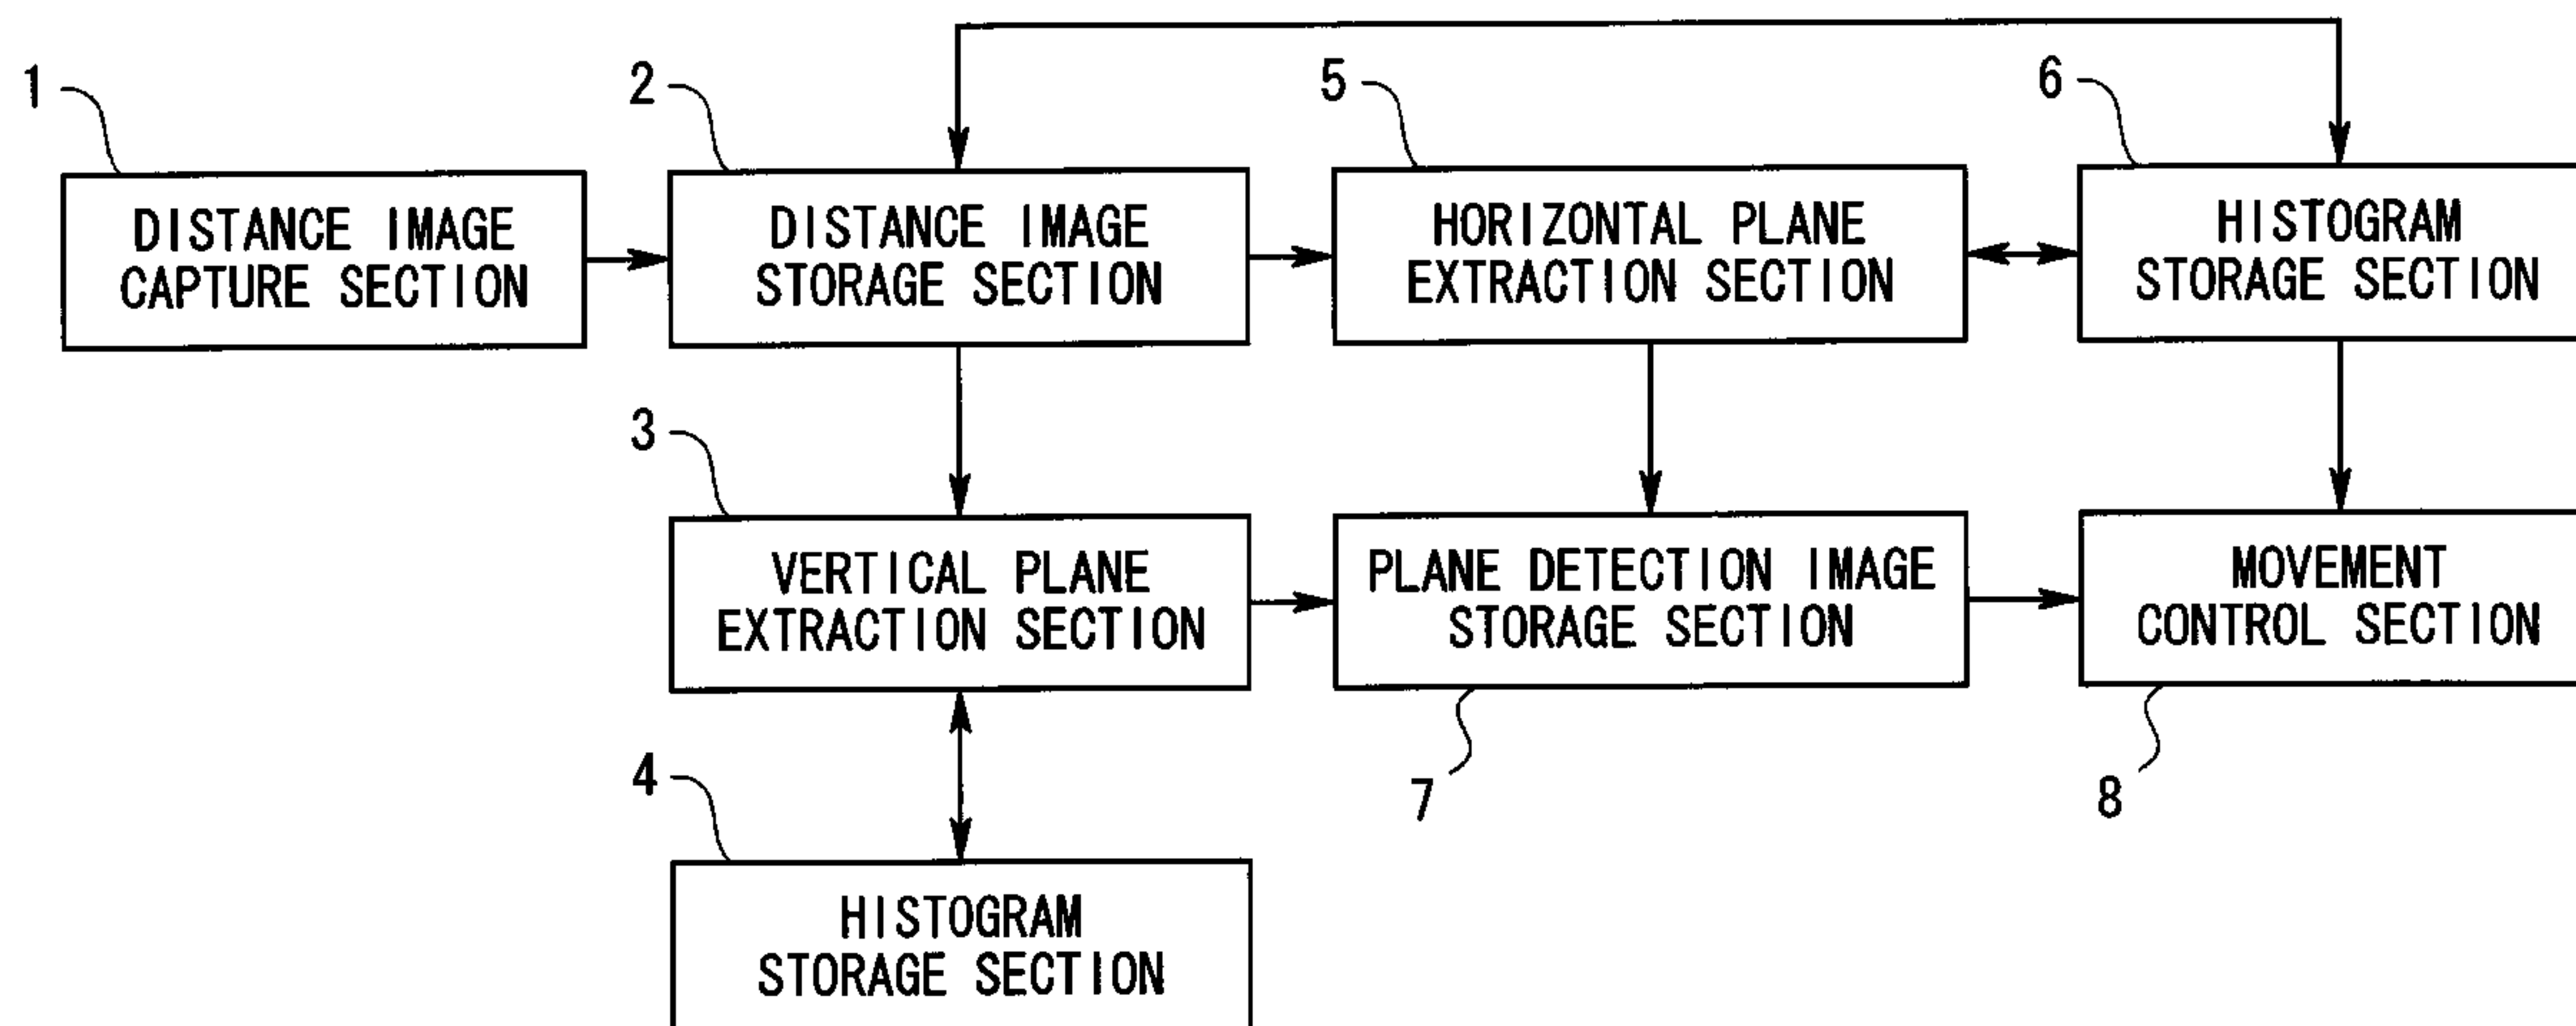 1
DISTANCE IMAGE
CAPTURE SECTION
2
DISTANCE IMAGE
STORAGE SECTION
5
HORIZONTAL PLANE
EXTRACTION SECTION
6
HISTOGRAM
STORAGE SECTION
3
VERTICAL PLANE
EXTRACTION SECTION
PLANE DETECTION IMAGE
STORAGE SECTION
7
MOVEMENT
CONTROL SECTION
8
4
HISTOGRAM
STORAGE SECTION